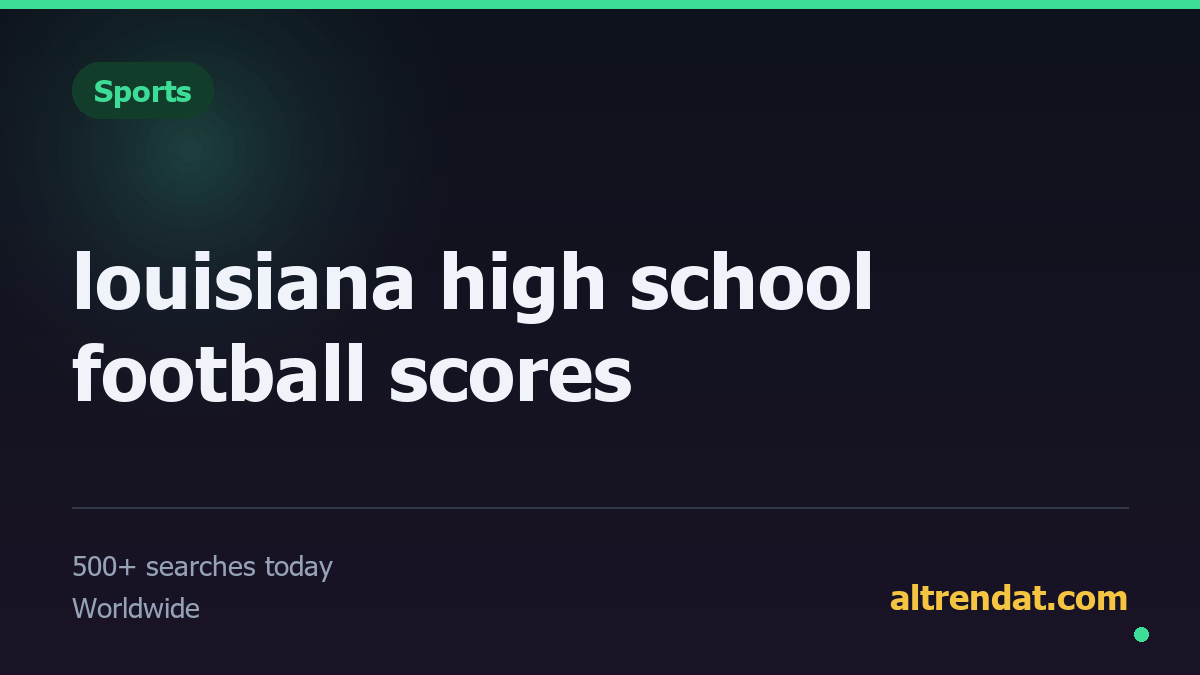 Sports
louisiana high school
football scores
500+ searches today
Worldwide
altrendat.com